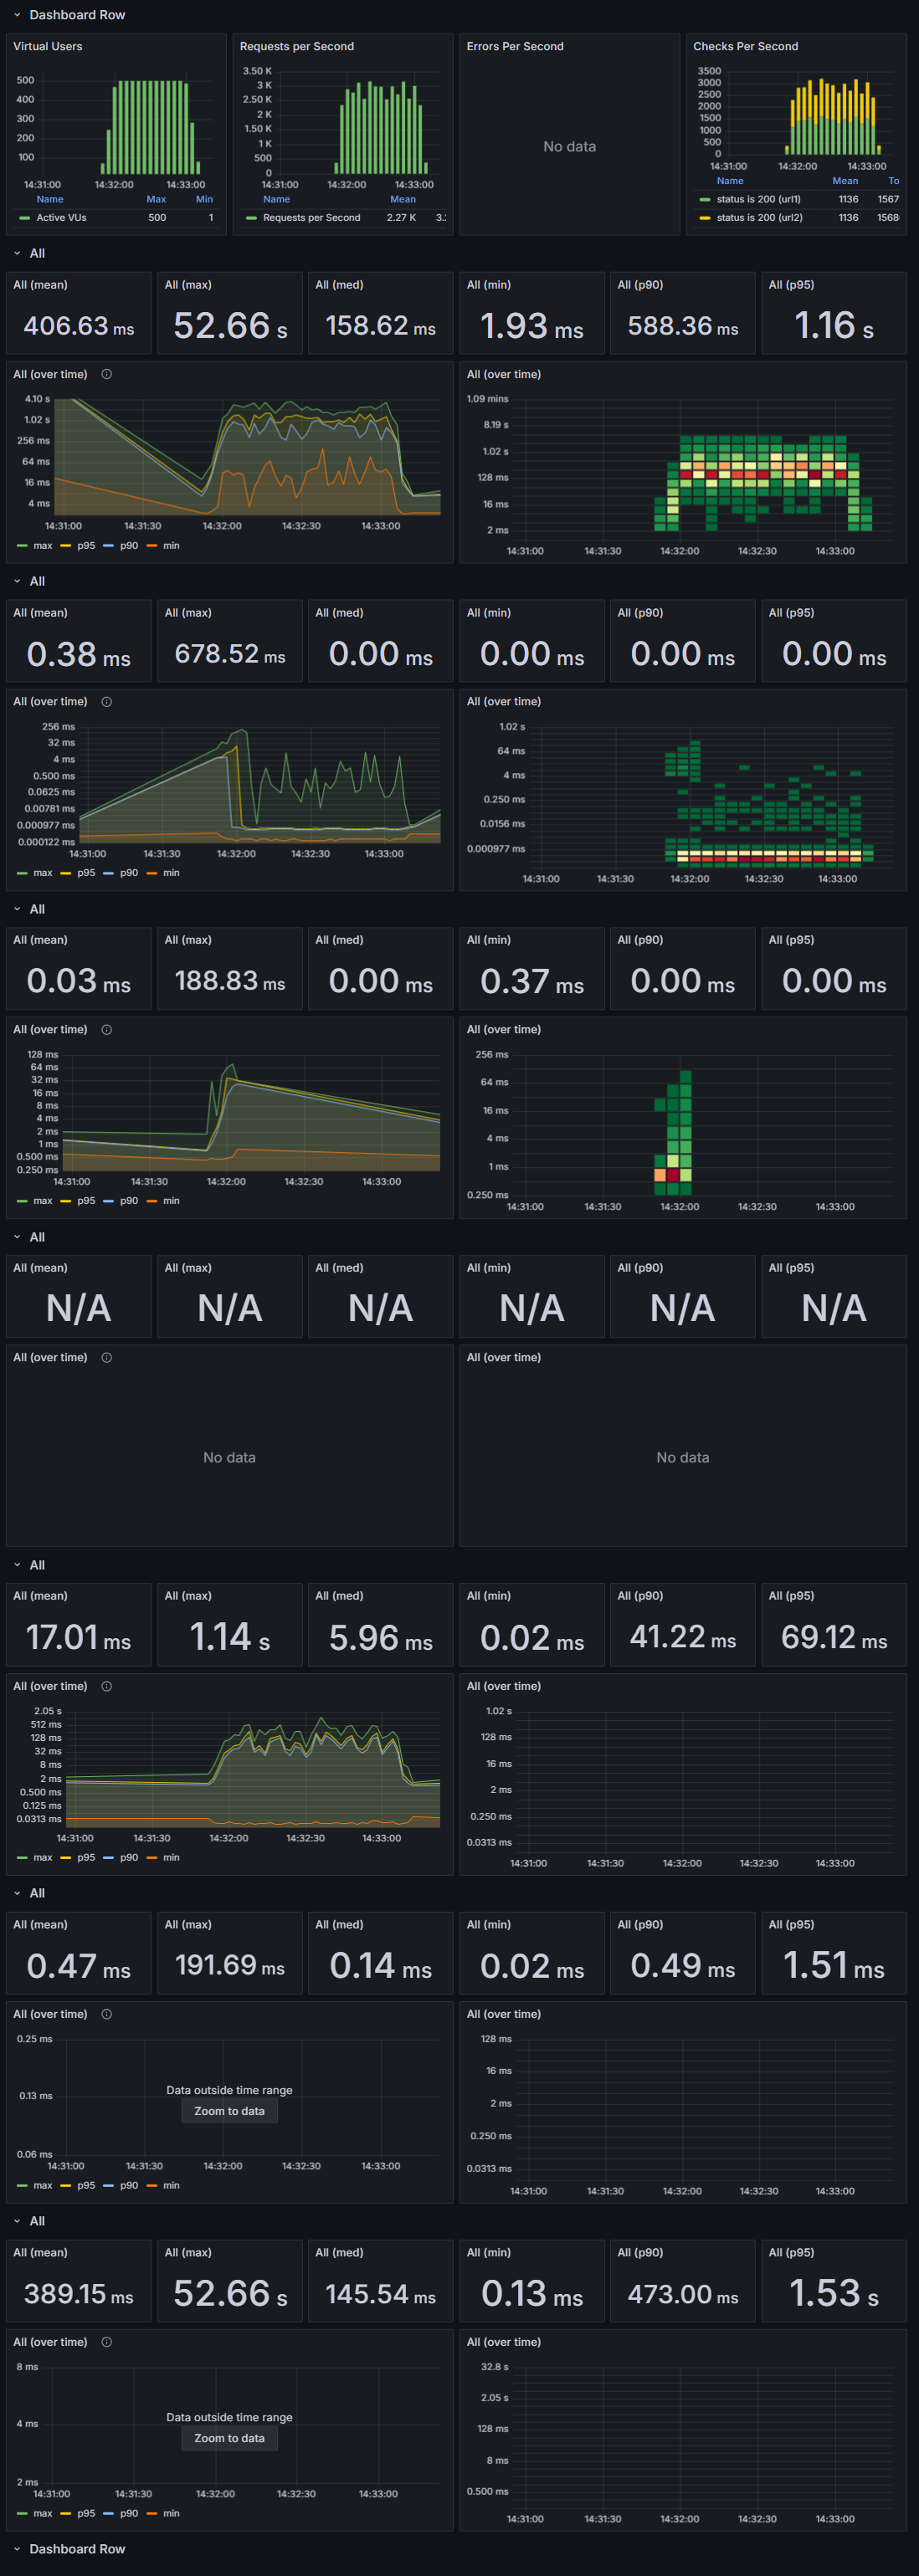 Dashboard Row
Virtual Users
500
400
300
200
100
14:31:00 14:32:00 14:33:00
Name Max Min
Active VUs 500 1
Requests per Second
3.50 K
3 K
2.50 K
2 K
1.50 K
1 K
500
0
14:31:00 14:32:00 14:33:00
Name Mean
Requests per Second 2.27 K
Errors Per Second
No data
Checks Per Second
3500
3000
2500
2000
1500
1000
500
0
14:31:00 14:32:00 14:33:00
Name Mean To
status is 200 (url1) 1136 1567
status is 200 (url2) 1136 1568
All
All (mean) All (max) All (med) All (min) All (p90) All (p95)
406.63 ms 52.66 s 158.62 ms 1.93 ms 588.36 ms 1.16 s
All (over time)
4.10 s
1.02 s
256 ms
64 ms
16 ms
4 ms
14:31:00 14:31:30 14:32:00 14:32:30 14:33:00
max p95 p90 min
All (over time)
1.09 mins
8.19 s
1.02 s
128 ms
16 ms
2 ms
14:31:00 14:31:30 14:32:00 14:32:30 14:33:00
All
All (mean) All (max) All (med) All (min) All (p90) All (p95)
0.38 ms 678.52 ms 0.00 ms 0.00 ms 0.00 ms 0.00 ms
All (over time)
256 ms
32 ms
4 ms
0.500 ms
0.0625 ms
0.00781 ms
0.000977 ms
0.000122 ms
14:31:00 14:31:30 14:32:00 14:32:30 14:33:00
max p95 p90 min
All (over time)
1.02 s
64 ms
4 ms
0.250 ms
0.0156 ms
0.000977 ms
14:31:00 14:31:30 14:32:00 14:32:30 14:33:00
All
All (mean) All (max) All (med) All (min) All (p90) All (p95)
0.03 ms 188.83 ms 0.00 ms 0.37 ms 0.00 ms 0.00 ms
All (over time)
128 ms
64 ms
32 ms
16 ms
8 ms
4 ms
2 ms
1 ms
0.500 ms
0.250 ms
14:31:00 14:31:30 14:32:00 14:32:30 14:33:00
max p95 p90 min
All (over time)
256 ms
64 ms
16 ms
4 ms
1 ms
0.250 ms
14:31:00 14:31:30 14:32:00 14:32:30 14:33:00
All
All (mean) All (max) All (med) All (min) All (p90) All (p95)
N/A N/A N/A N/A N/A N/A
All (over time)
No data
All (over time)
No data
All
All (mean) All (max) All (med) All (min) All (p90) All (p95)
17.01 ms 1.14 s 5.96 ms 0.02 ms 41.22 ms 69.12 ms
All (over time)
2.05 s
512 ms
128 ms
32 ms
8 ms
2 ms
0.500 ms
0.125 ms
0.0313 ms
14:31:00 14:31:30 14:32:00 14:32:30 14:33:00
max p95 p90 min
All (over time)
1.02 s
128 ms
16 ms
2 ms
0.250 ms
0.0313 ms
14:31:00 14:31:30 14:32:00 14:32:30 14:33:00
All
All (mean) All (max) All (med) All (min) All (p90) All (p95)
0.47 ms 191.69 ms 0.14 ms 0.02 ms 0.49 ms 1.51 ms
All (over time)
0.25 ms
0.13 ms
0.06 ms
Data outside time range
Zoom to data
14:31:00 14:31:30 14:32:00 14:32:30 14:33:00
max p95 p90 min
All (over time)
128 ms
16 ms
2 ms
0.250 ms
0.0313 ms
14:31:00 14:31:30 14:32:00 14:32:30 14:33:00
All
All (mean) All (max) All (med) All (min) All (p90) All (p95)
389.15 ms 52.66 s 145.54 ms 0.13 ms 473.00 ms 1.53 s
All (over time)
8 ms
4 ms
2 ms
Data outside time range
Zoom to data
14:31:00 14:31:30 14:32:00 14:32:30 14:33:00
max p95 p90 min
All (over time)
32.8 s
2.05 s
128 ms
8 ms
0.500 ms
14:31:00 14:31:30 14:32:00 14:32:30 14:33:00
Dashboard Row